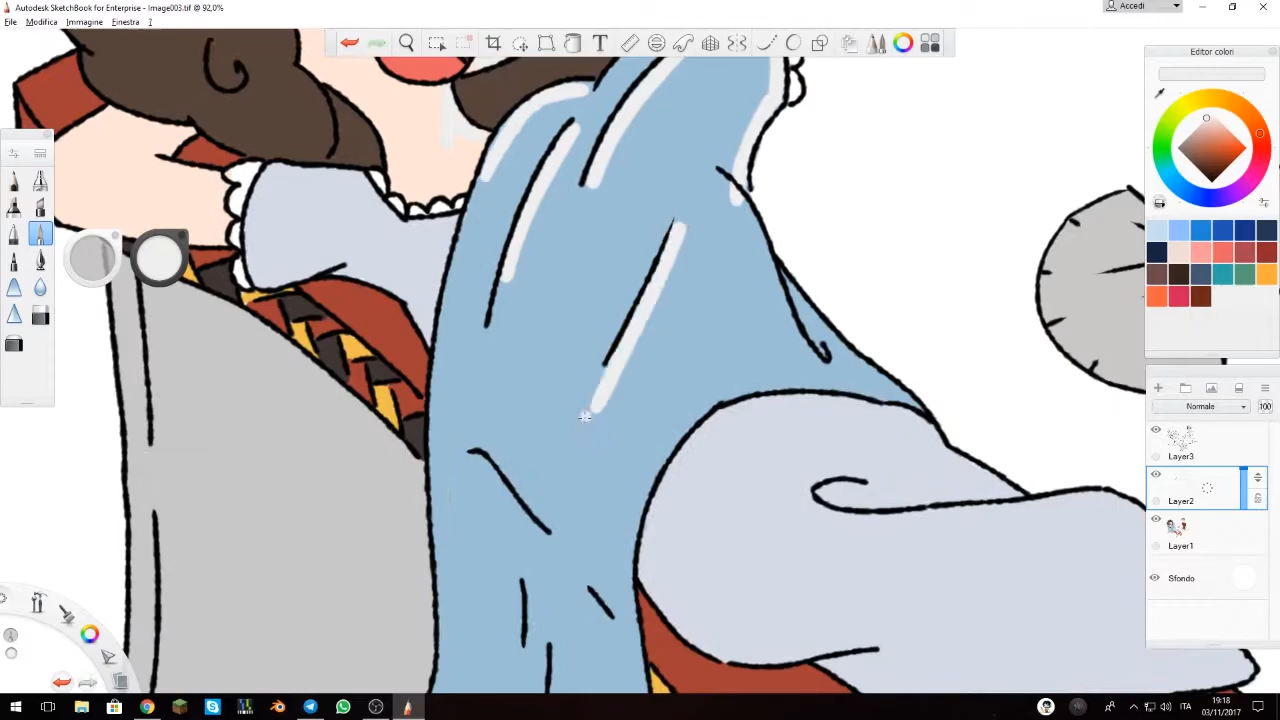 Autodesk SketchBook for Enterprise - Image003.tif @ 92,0%
Accedi
File Modifica Immagine Finestra ?
T
Editor colori
Normale 100
Layer3
Layer2
Layer1
Sfondo
ITA
19:18
03/11/2017